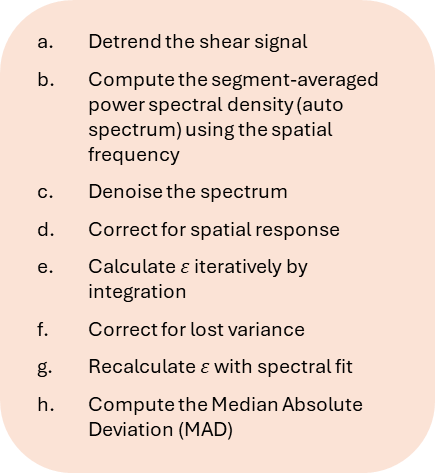 a. Detrend the shear signal
b. Compute the segment-averaged
power spectral density (auto
spectrum) using the spatial
frequency
c. Denoise the spectrum
d. Correct for spatial response
e. Calculate ε iteratively by
integration
f. Correct for lost variance
g. Recalculate ε with spectral fit
h. Compute the Median Absolute
Deviation (MAD)